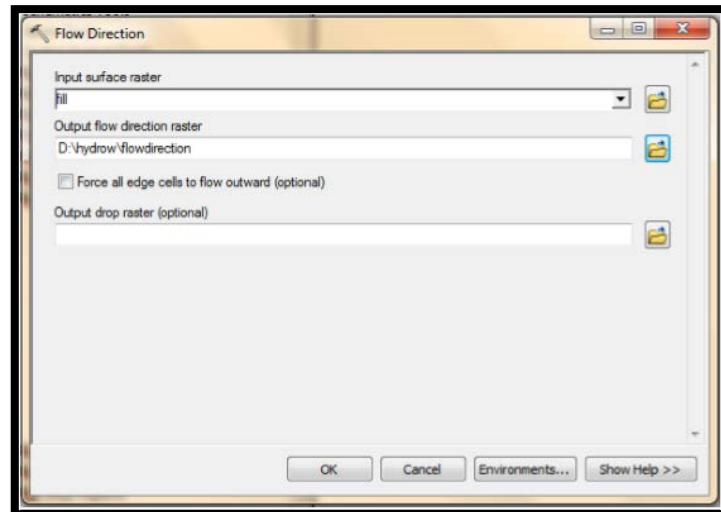 Flow Direction
Input surface raster
fill
Output flow direction raster
D:\hydrow\flowdirection
Force all edge cells to flow outward (optional)
Output drop raster (optional)
OK Cancel Environments... Show Help >>